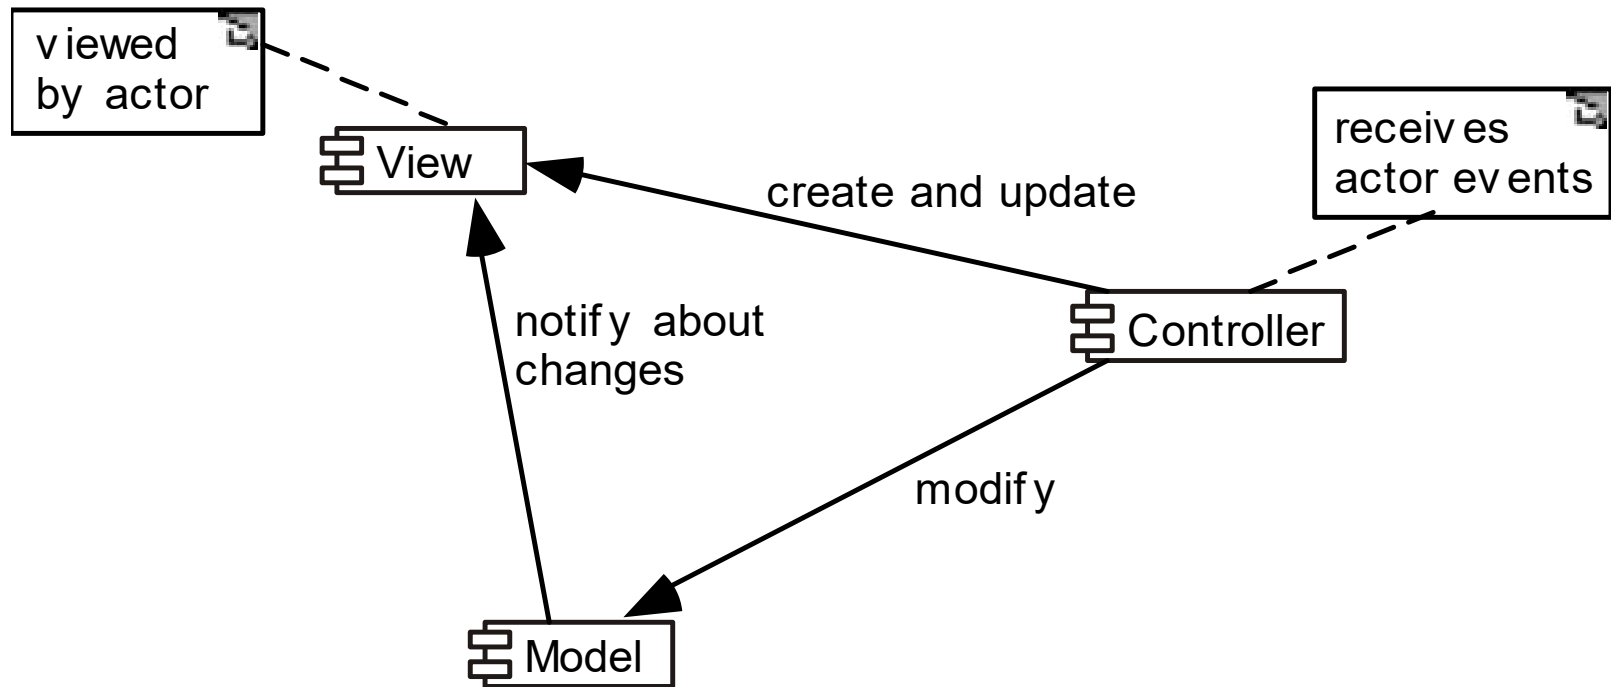 viewed
by actor
receives
actor events
View
create and update
Controller
notify about
changes
modify
Model